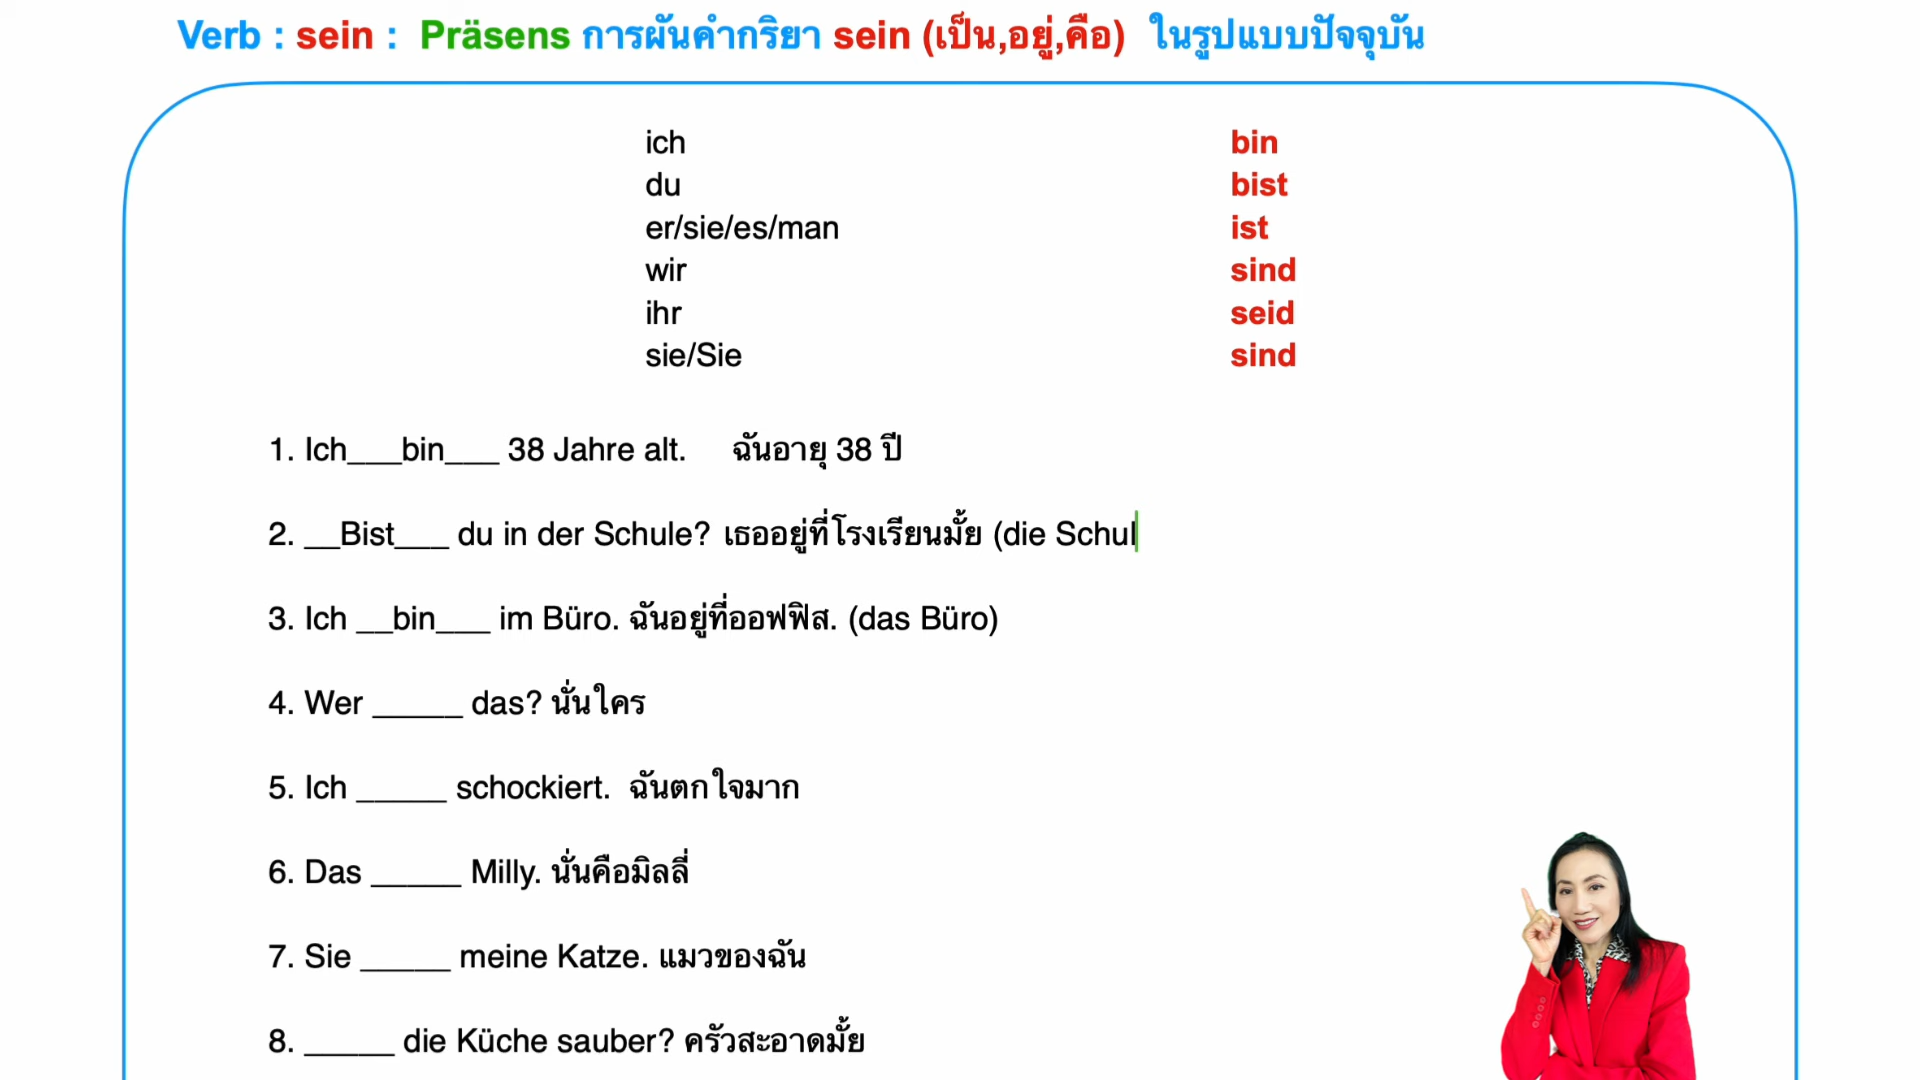 Verb : sein : Präsens การผันคำกริยา sein (เป็น,อยู่,คือ) ในรูปแบบปัจจุบัน
ich bin
du bist
er/sie/es/man ist
wir sind
ihr seid
sie/Sie sind
1. Ich___bin___ 38 Jahre alt. ฉันอายุ 38 ปี
2. __Bist___ du in der Schule? เธออยู่ที่โรงเรียนมั้ย (die Schul
3. Ich __bin___ im Büro. ฉันอยู่ที่ออฟฟิส. (das Büro)
4. Wer _____ das? นั่นใคร
5. Ich _____ schockiert. ฉันตกใจมาก
6. Das _____ Milly. นั่นคือมิลลี่
7. Sie _____ meine Katze. แมวของฉัน
8. _____ die Küche sauber? ครัวสะอาดมั้ย